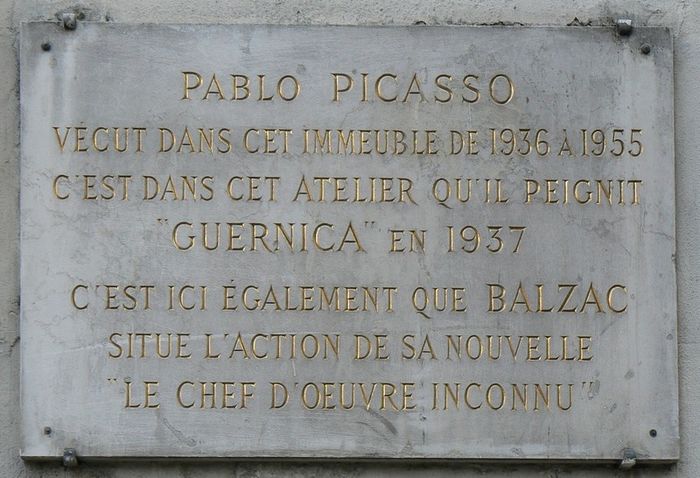 PABLO PICASSO
VÉCUT DANS CET IMMEUBLE DE 1936 À 1955
C'EST DANS CET ATELIER QU'IL PEIGNIT
"GUERNICA" EN 1937
C'EST ICI ÉGALEMENT QUE BALZAC
SITUE L'ACTION DE SA NOUVELLE
"LE CHEF D'OEUVRE INCONNU"